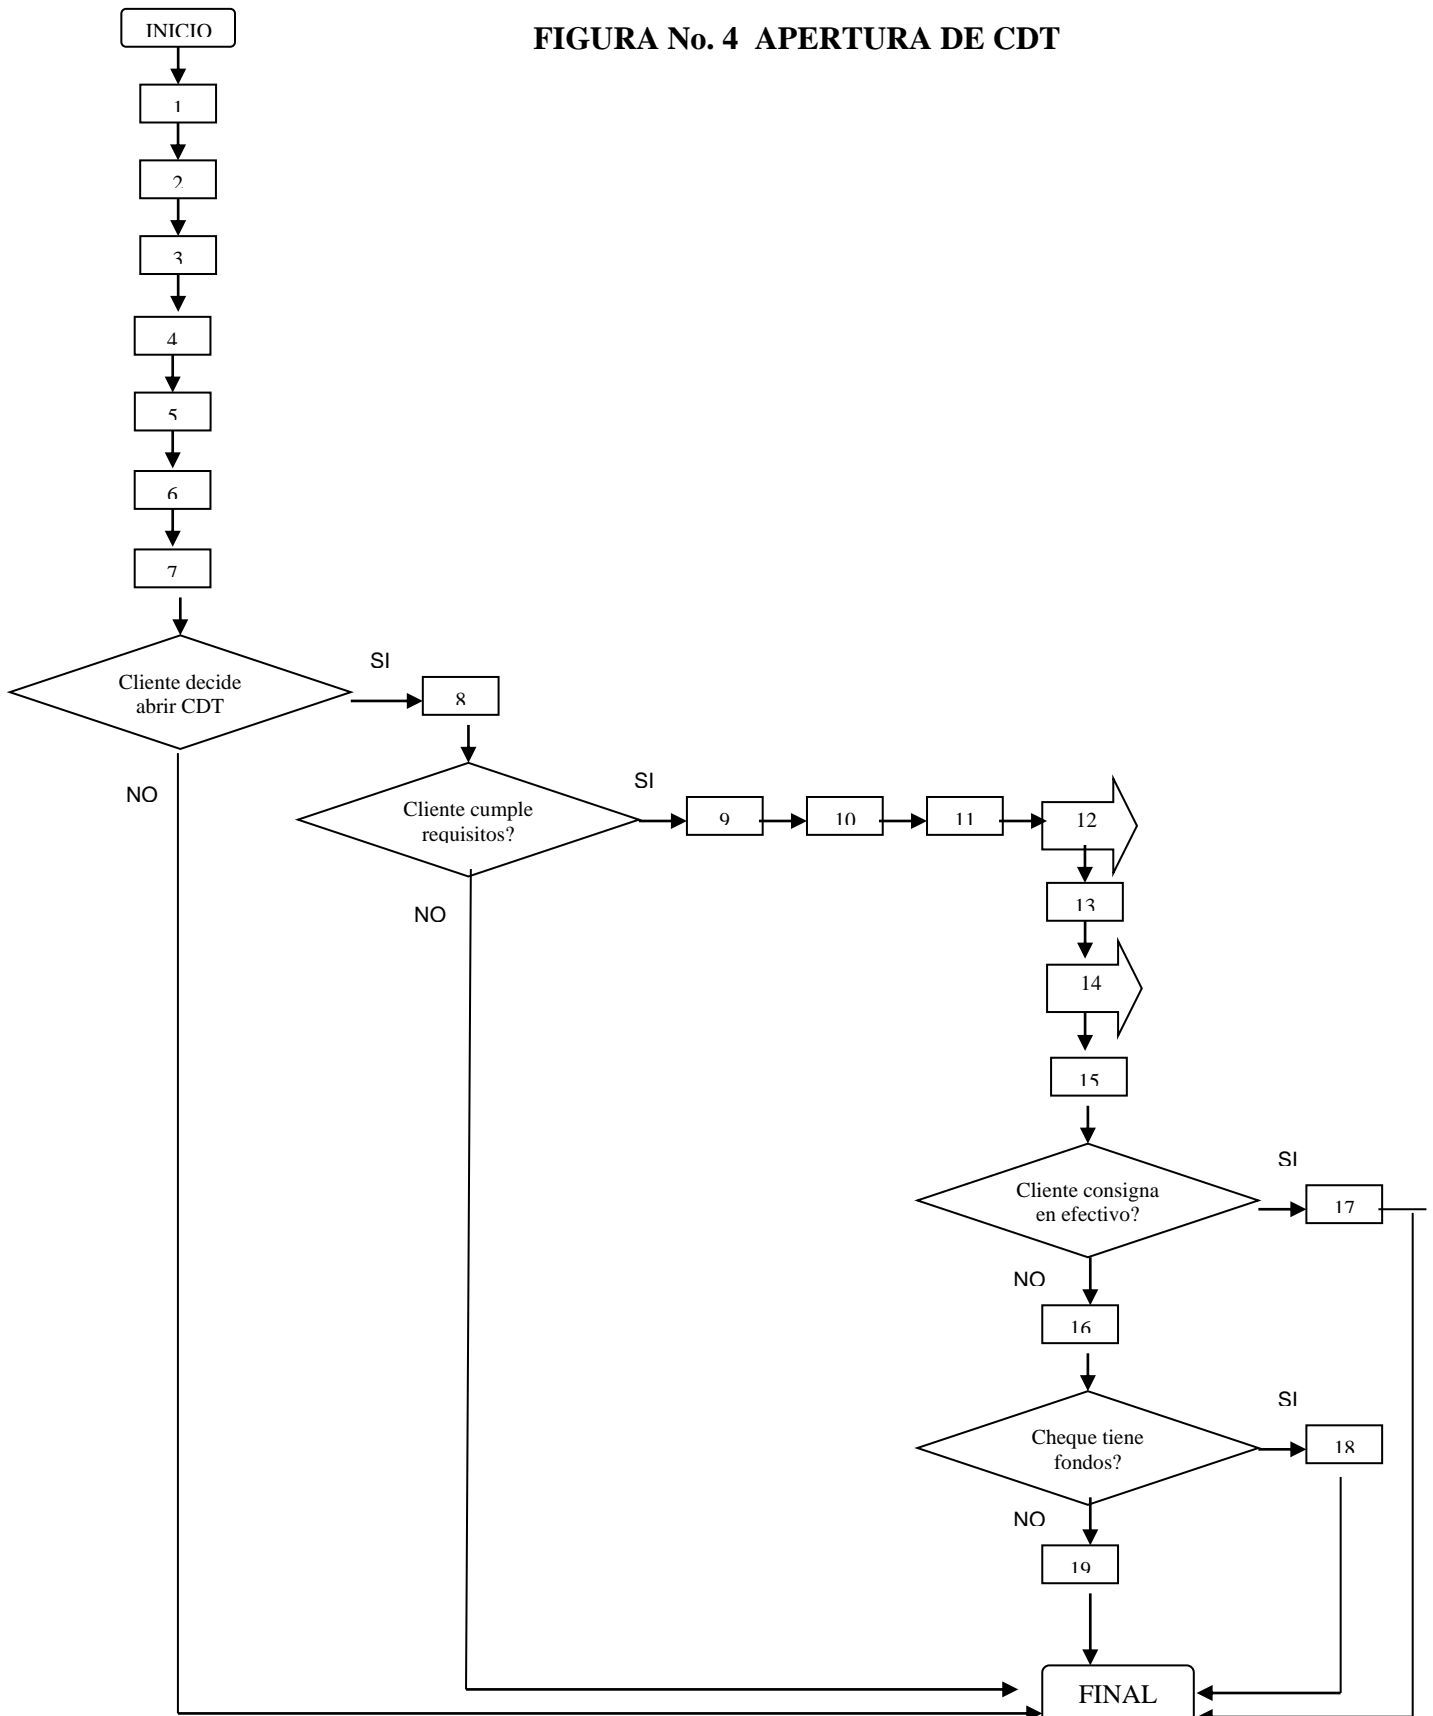 INICIO
FIGURA No. 4 APERTURA DE CDT
1
2
3
4
5
6
7
Cliente decide
abrir CDT
SI
8
NO
Cliente cumple
requisitos?
SI
9
10
11
12
NO
13
14
15
Cliente consigna
en efectivo?
SI
17
NO
16
Cheque tiene
fondos?
SI
18
NO
19
FINAL